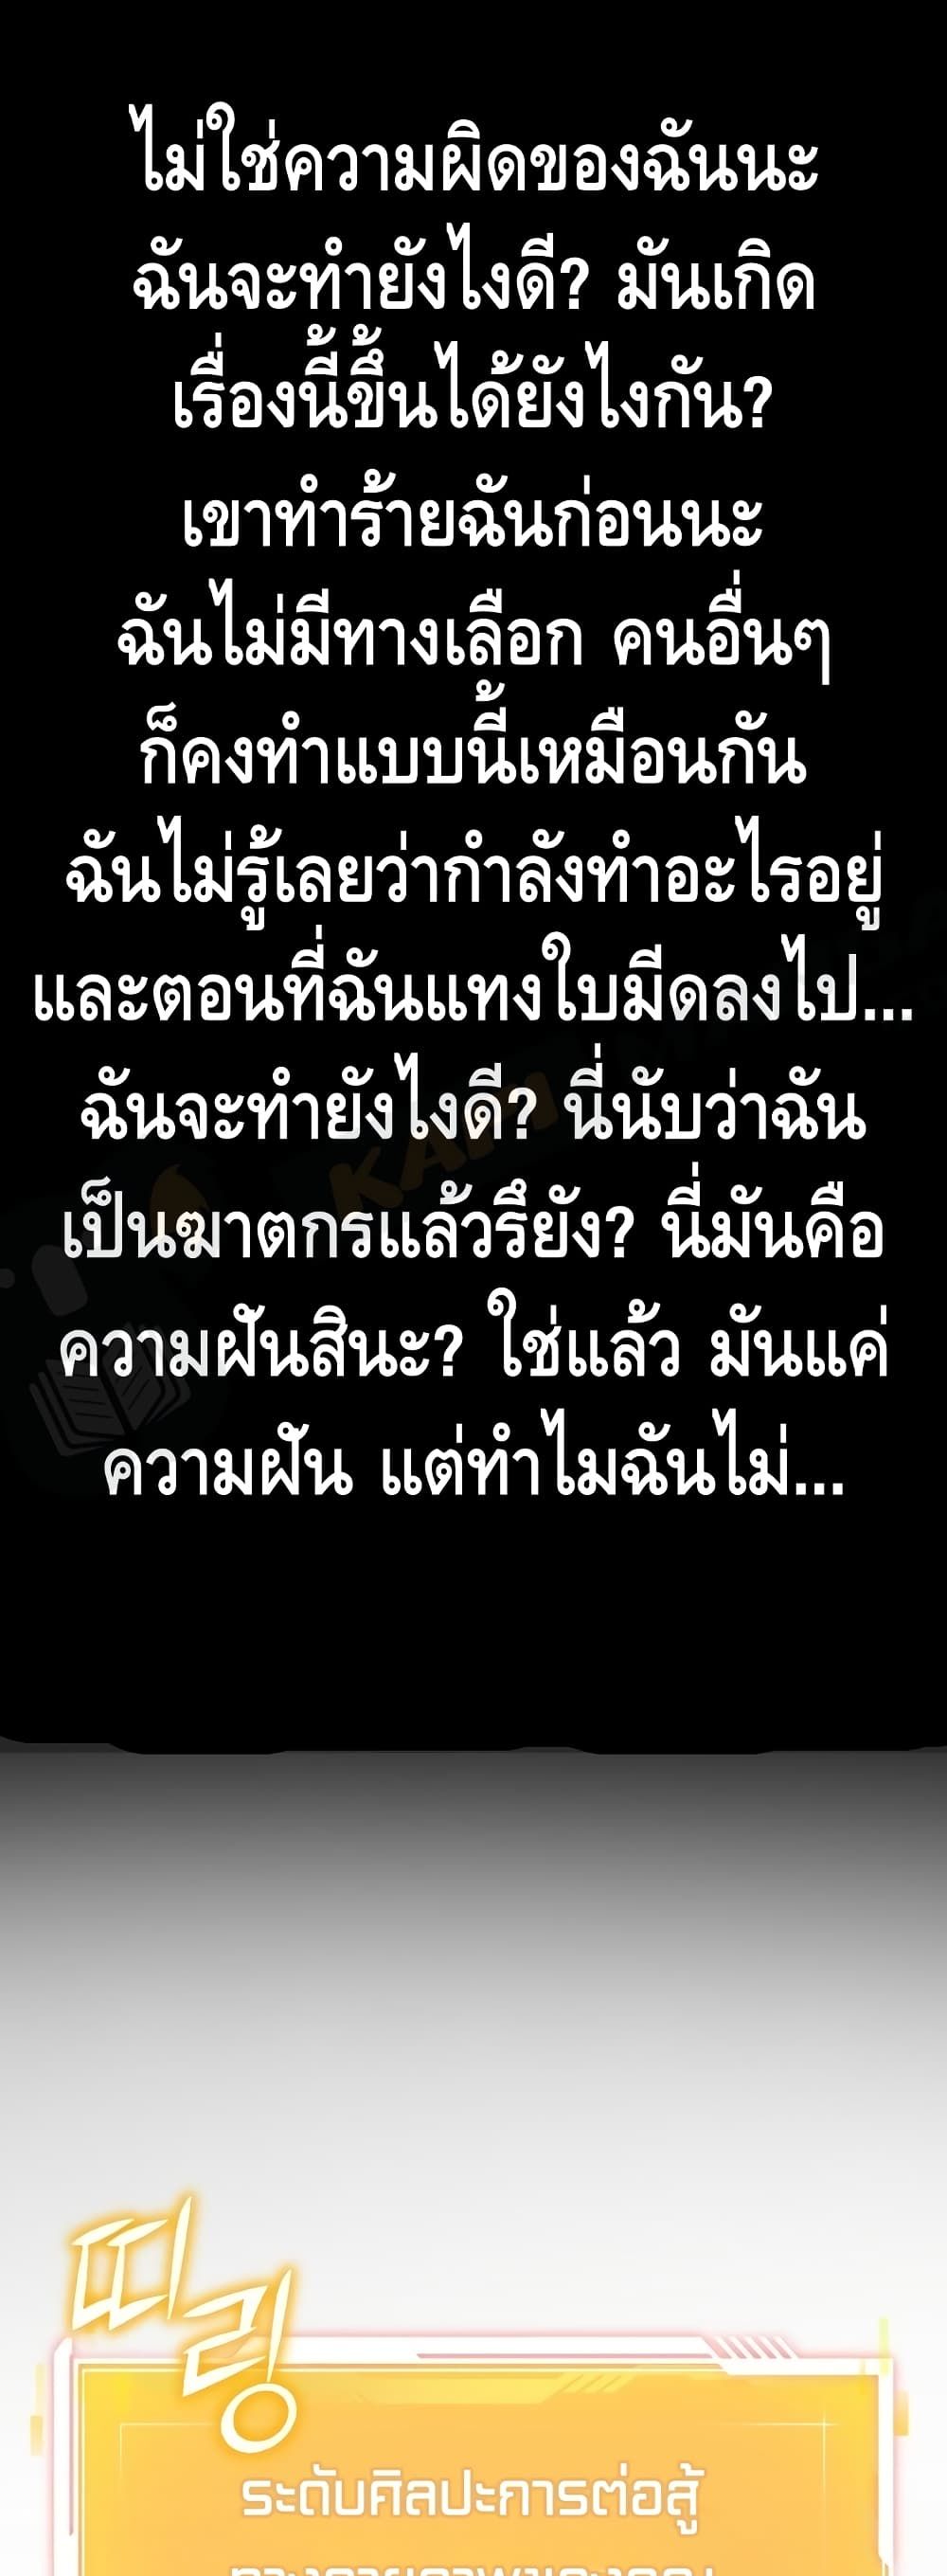 ไม่ใช่ความผิดของฉันนะ
ฉันจะทำยังไงดี? มันเกิด
เรื่องนี้ขึ้นได้ยังไงกัน?
เขาทำร้ายฉันก่อนนะ
ฉันไม่มีทางเลือก คนอื่นๆ
ก็คงทำแบบนี้เหมือนกัน
ฉันไม่รู้เลยว่ากำลังทำอะไรอยู่
และตอนที่ฉันแทงใบมีดลงไป...
ฉันจะทำยังไงดี? นี่นับว่าฉัน
เป็นฆาตกรแล้วรึยัง? นี่มันคือ
ความฝันสินะ? ใช่แล้ว มันแค่
ความฝัน แต่ทำไมฉันไม่...
띠링
ระดับศิลปะการต่อสู้